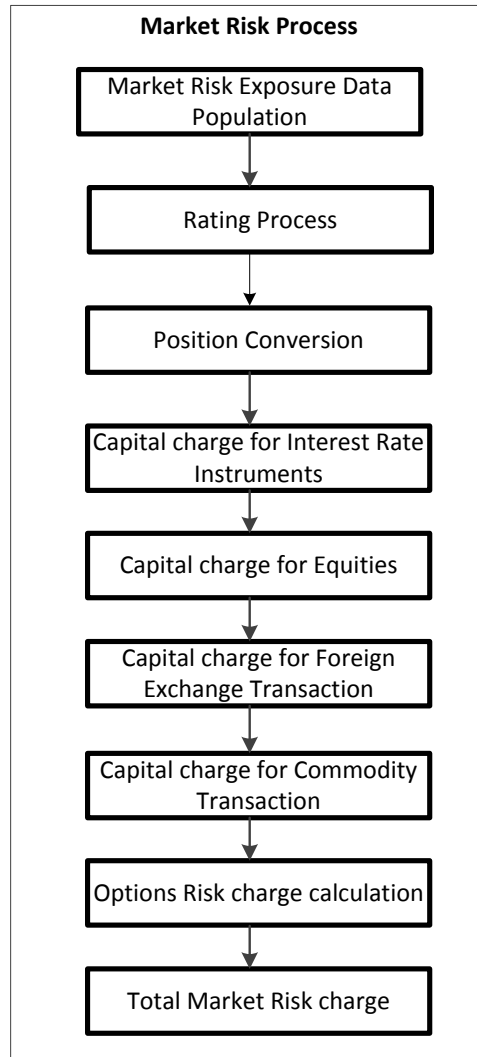 Market Risk Process
Market Risk Exposure Data
Population
Rating Process
Position Conversion
Capital charge for Interest Rate
Instruments
Capital charge for Equities
Capital charge for Foreign
Exchange Transaction
Capital charge for Commodity
Transaction
Options Risk charge calculation
Total Market Risk charge